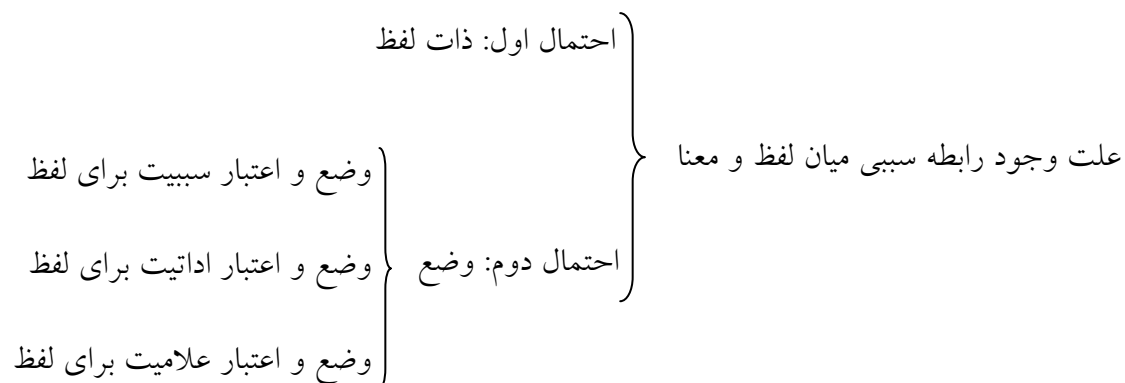 علت وجود رابطه سببی میان لفظ و معنا
احتمال اول: ذات لفظ
احتمال دوم: وضع
وضع و اعتبار سببیت برای لفظ
وضع و اعتبار اداتیت برای لفظ
وضع و اعتبار علامیت برای لفظ